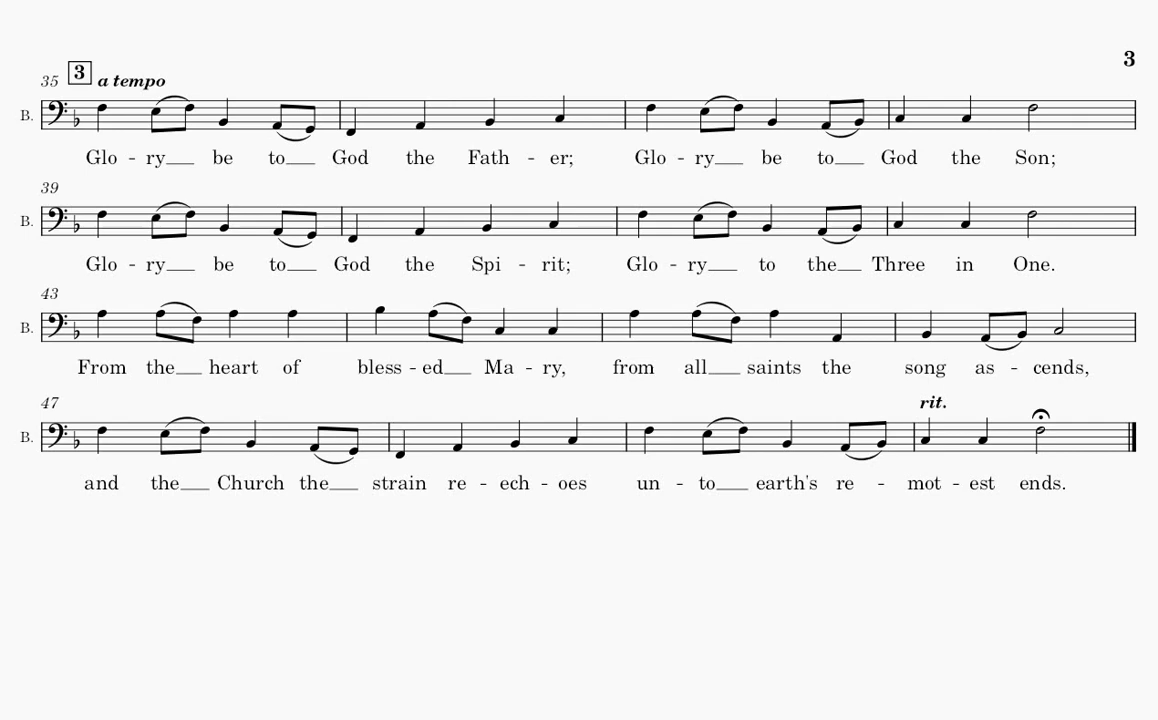 3
35 3 a tempo
B.
Glo - ry be to God the Fath - er; Glo - ry be to God the Son;
39
B.
Glo - ry be to God the Spi - rit; Glo - ry to the Three in One.
43
B.
From the heart of bless - ed Ma - ry, from all saints the song as - cends,
47 rit.
B.
and the Church the strain re - ech - oes un - to earth's re - mot - est ends.